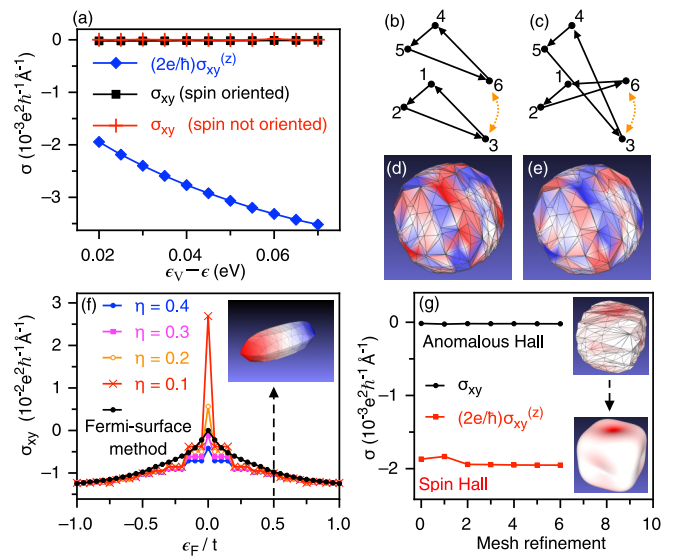 (a)
0
−1
−2
−3
σ (10⁻³e²ℏ⁻¹Å⁻¹)
(2e/ℏ)σxy⁽ᶻ⁾
σxy (spin oriented)
σxy (spin not oriented)
0.02 0.04 0.06
ϵV−ϵ (eV)
(b)
4
5
6
1
2
3
(c)
4
5
1
6
2
3
(d)
(e)
(f)
3
2
1
0
−1
σxy (10⁻²e²ℏ⁻¹Å⁻¹)
η = 0.4
η = 0.3
η = 0.2
η = 0.1
Fermi-surface
method
−1.0 −0.5 0.0 0.5 1.0
ϵF / t
(g)
0
−1
−2
σ (10⁻³e²ℏ⁻¹Å⁻¹)
Anomalous Hall
σxy
(2e/ℏ)σxy⁽ᶻ⁾
Spin Hall
0 2 4 6 8 10
Mesh refinement